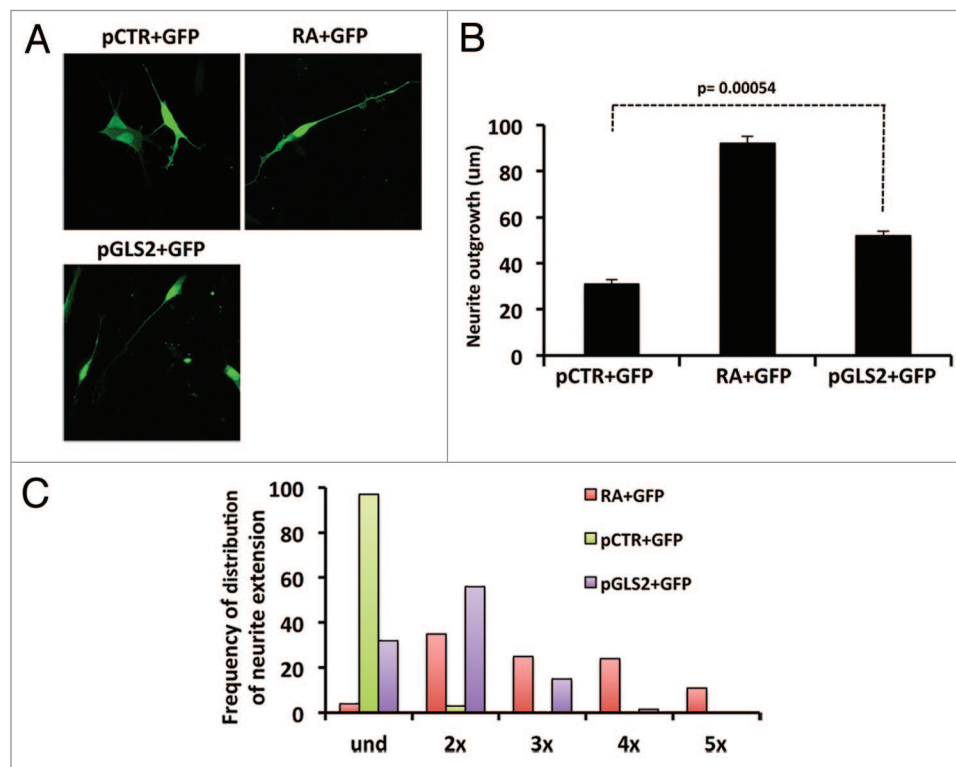 A
pCTR+GFP
RA+GFP
pGLS2+GFP
B
p= 0.00054
Neurite outgrowth (um)
100
80
60
40
20
0
pCTR+GFP
RA+GFP
pGLS2+GFP
C
Frequency of distribution
of neurite extension
100
80
60
40
20
0
und
2x
3x
4x
5x
RA+GFP
pCTR+GFP
pGLS2+GFP